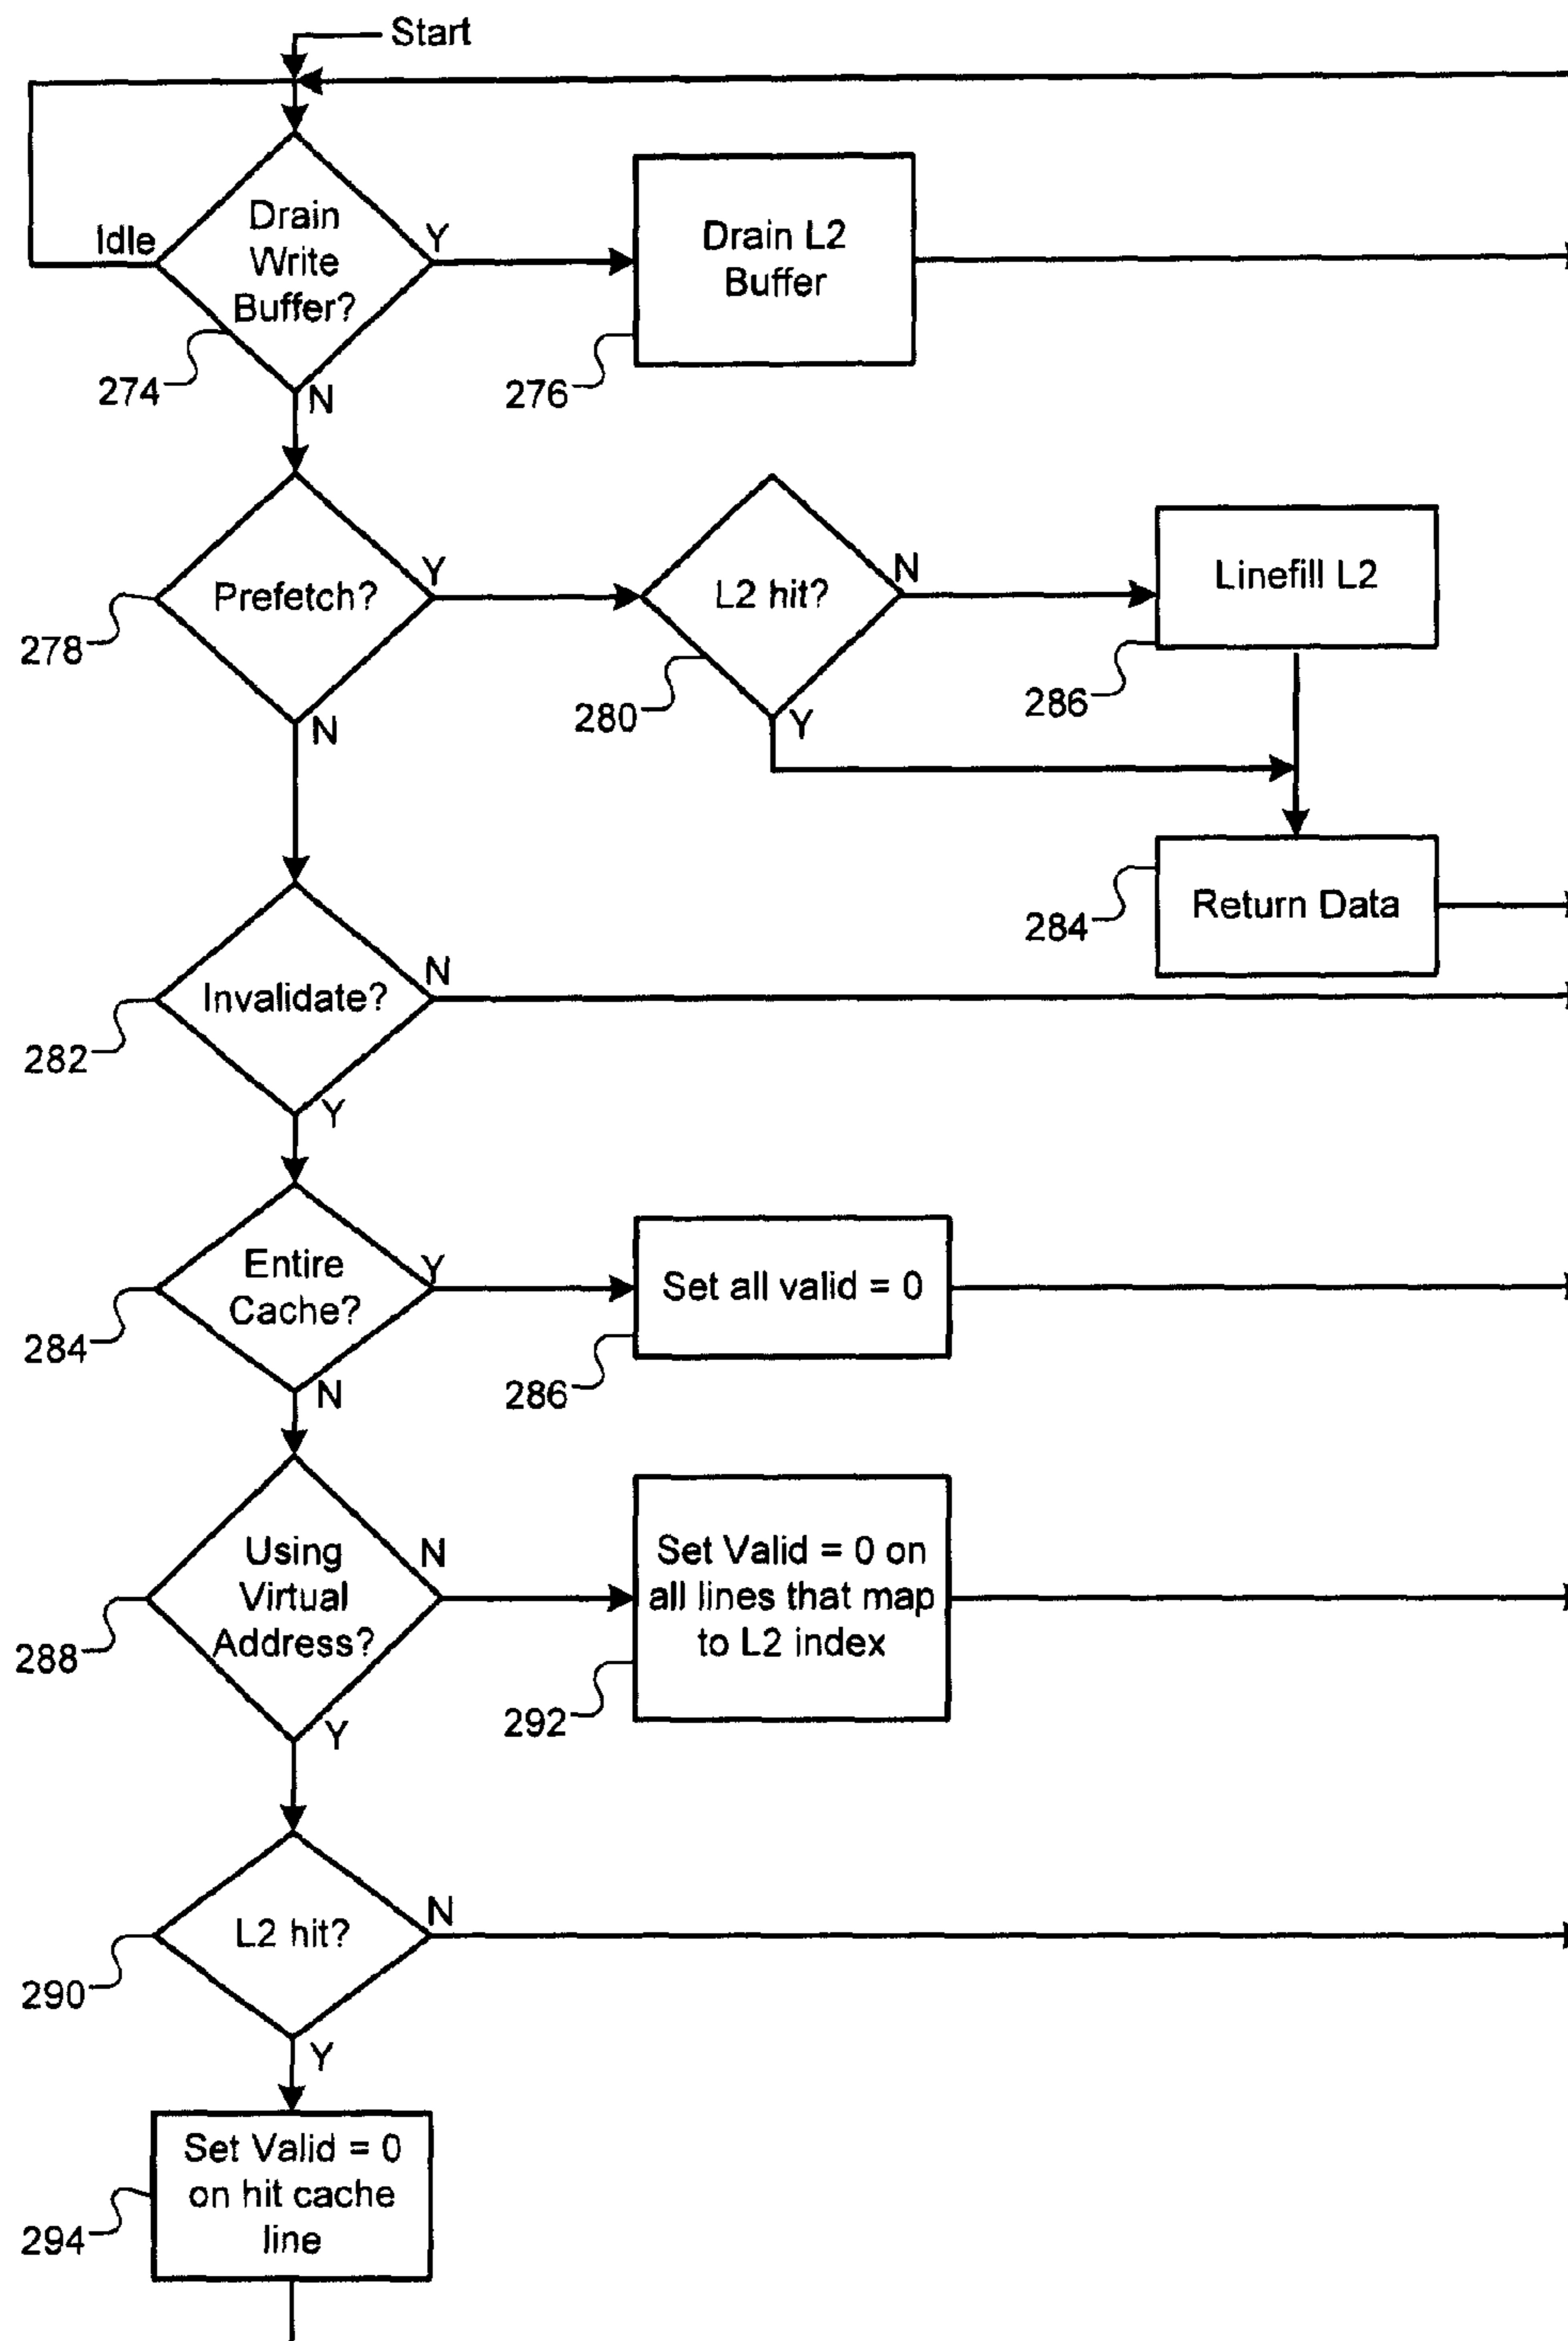 Start
Idle
Drain
Write
Buffer?
Y
274
N
Drain L2
Buffer
276
Prefetch?
Y
278
N
L2 hit?
N
280
Y
Linefill L2
286
Return Data
284
Invalidate?
N
282
Y
Entire
Cache?
Y
284
N
Set all valid = 0
286
Using
Virtual
Address?
N
288
Y
Set Valid = 0 on
all lines that map
to L2 index
292
L2 hit?
N
290
Y
Set Valid = 0
on hit cache
line
294